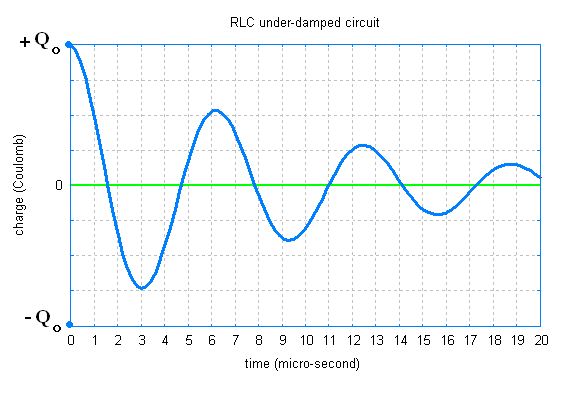 RLC under-damped circuit
+Qo
charge (Coulomb)
0
-Qo
0 1 2 3 4 5 6 7 8 9 10 11 12 13 14 15 16 17 18 19 20
time (micro-second)